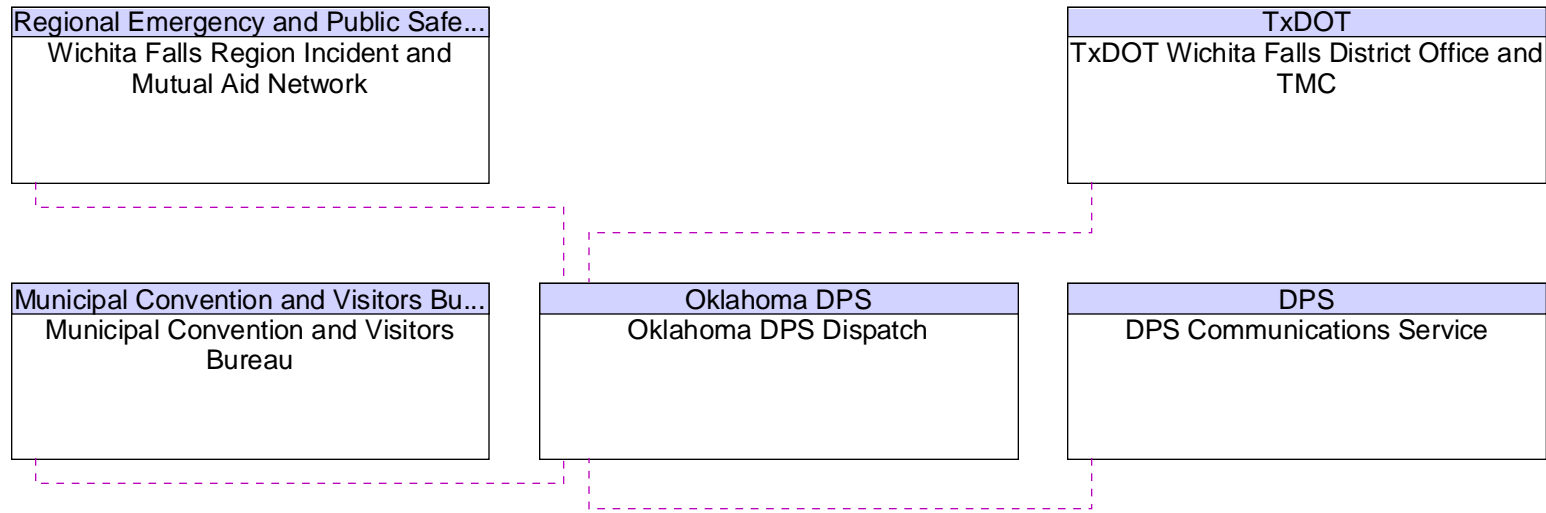 Regional Emergency and Public Safe...
Wichita Falls Region Incident and
Mutual Aid Network
TxDOT
TxDOT Wichita Falls District Office and
TMC
Municipal Convention and Visitors Bu...
Municipal Convention and Visitors
Bureau
Oklahoma DPS
Oklahoma DPS Dispatch
DPS
DPS Communications Service